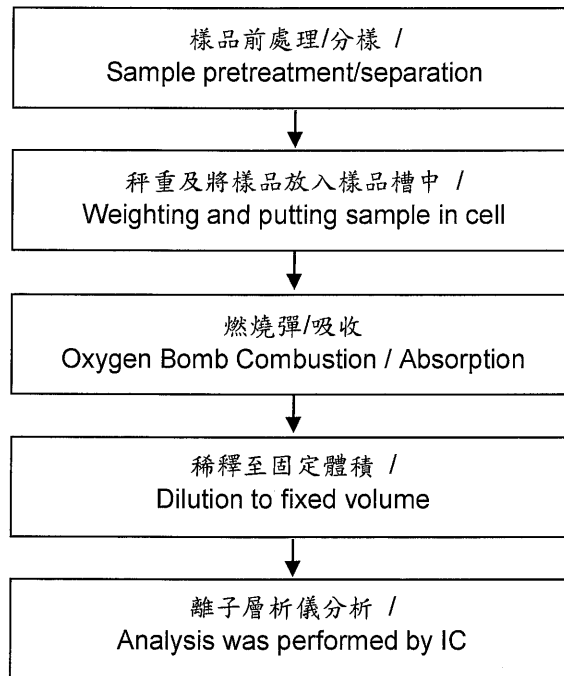 樣品前處理/分樣 /
Sample pretreatment/separation
秤重及將樣品放入樣品槽中 /
Weighting and putting sample in cell
燃燒彈/吸收
Oxygen Bomb Combustion / Absorption
稀釋至固定體積 /
Dilution to fixed volume
離子層析儀分析 /
Analysis was performed by IC